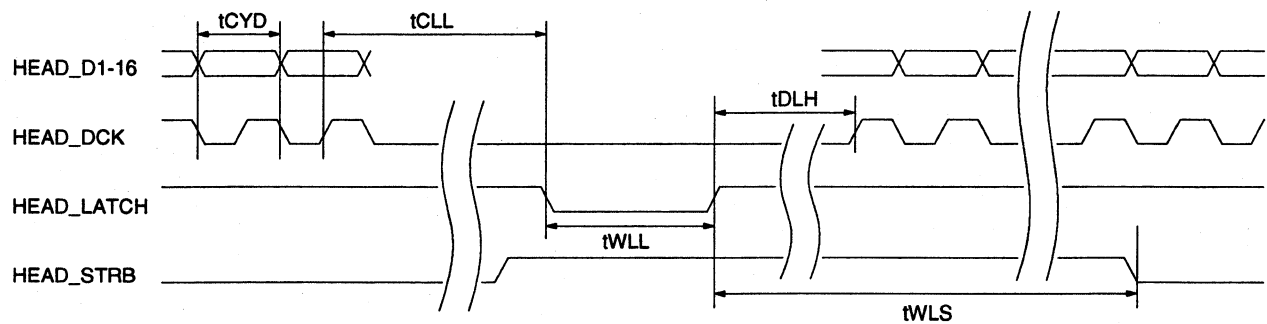 tCYD
tCLL
HEAD_D1-16
tDLH
HEAD_DCK
HEAD_LATCH
tWLL
HEAD_STRB
tWLS